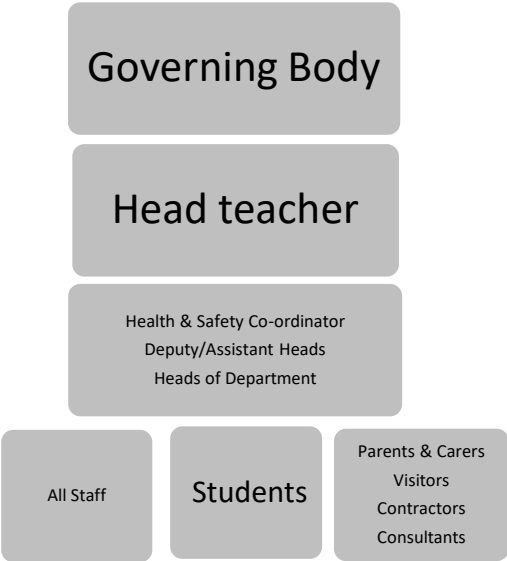 Governing Body
Head teacher
Health & Safety Co-ordinator
Deputy/Assistant Heads
Heads of Department
All Staff
Students
Parents & Carers
Visitors
Contractors
Consultants